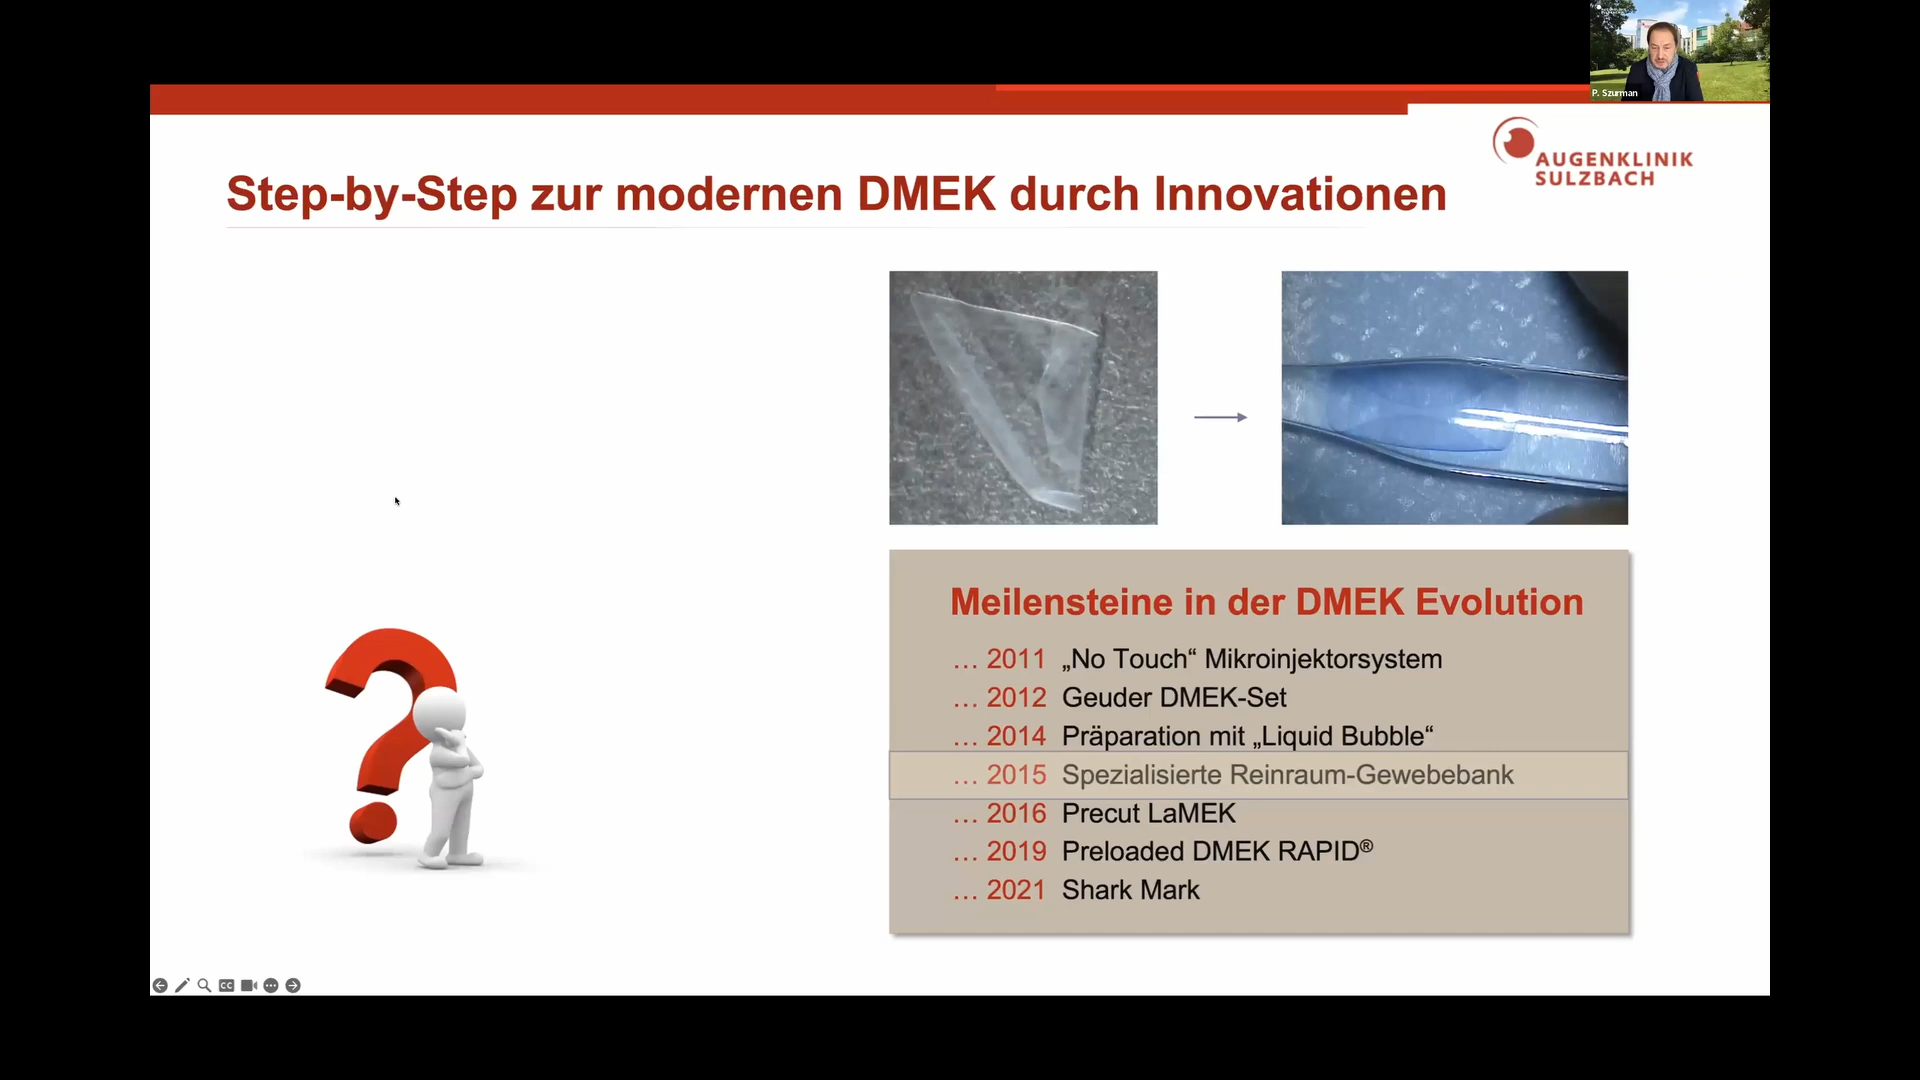 P. Szurman
AUGENKLINIK
SULZBACH
Step-by-Step zur modernen DMEK durch Innovationen
Meilensteine in der DMEK Evolution
… 2011 „No Touch“ Mikroinjektorsystem
… 2012 Geuder DMEK-Set
… 2014 Präparation mit „Liquid Bubble“
… 2015 Spezialisierte Reinraum-Gewebebank
… 2016 Precut LaMEK
… 2019 Preloaded DMEK RAPID®
… 2021 Shark Mark
CC